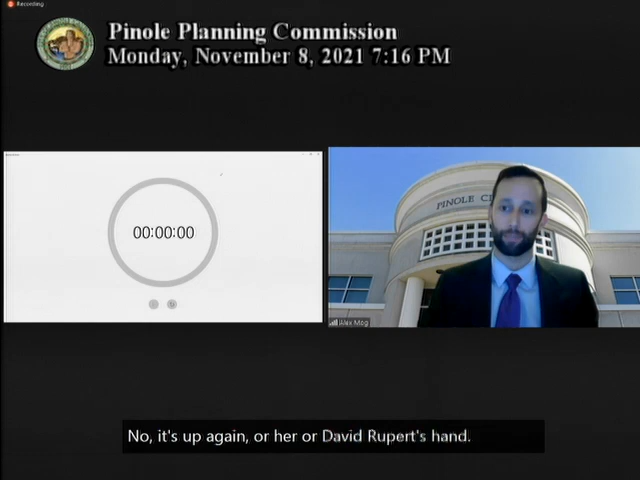 Recording
Pinole Planning Commission
Monday, November 8, 2021 7:16 PM
00:00:00
PINOLE CI
Alex Mog
No, it's up again, or her or David Rupert's hand.